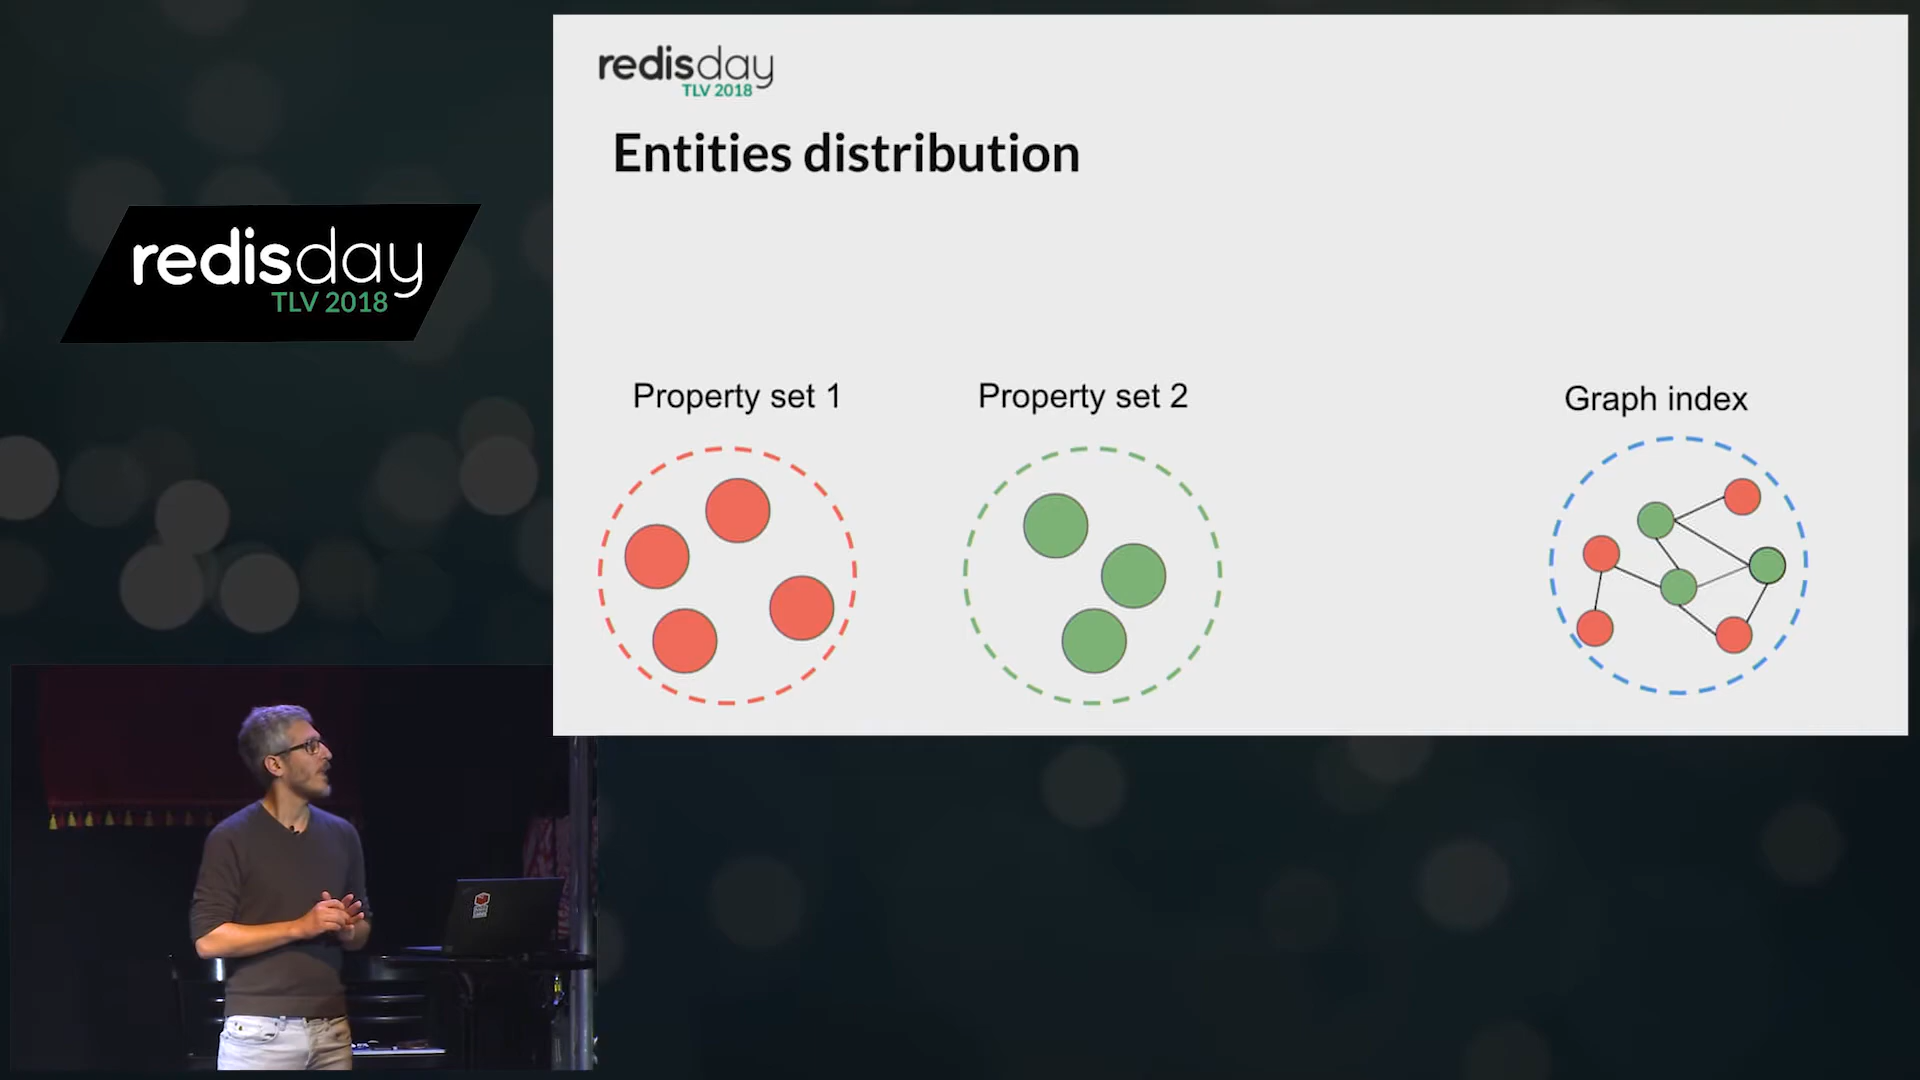 redisday
TLV 2018
redisday
TLV 2018
Entities distribution
Property set 1
Property set 2
Graph index